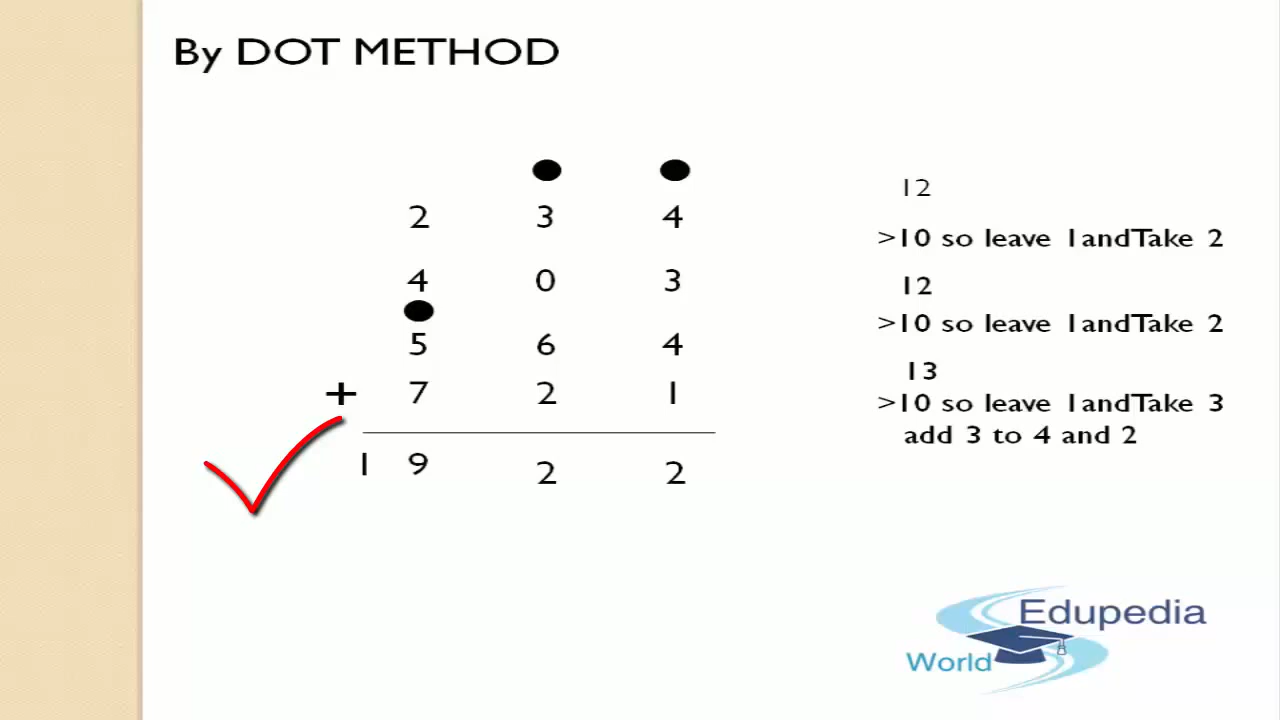 By DOT METHOD
2 3 4
4 0 3
5 6 4
+ 7 2 1
1 9 2 2
12
>10 so leave 1andTake 2
12
>10 so leave 1andTake 2
13
>10 so leave 1andTake 3
add 3 to 4 and 2
Edupedia
World